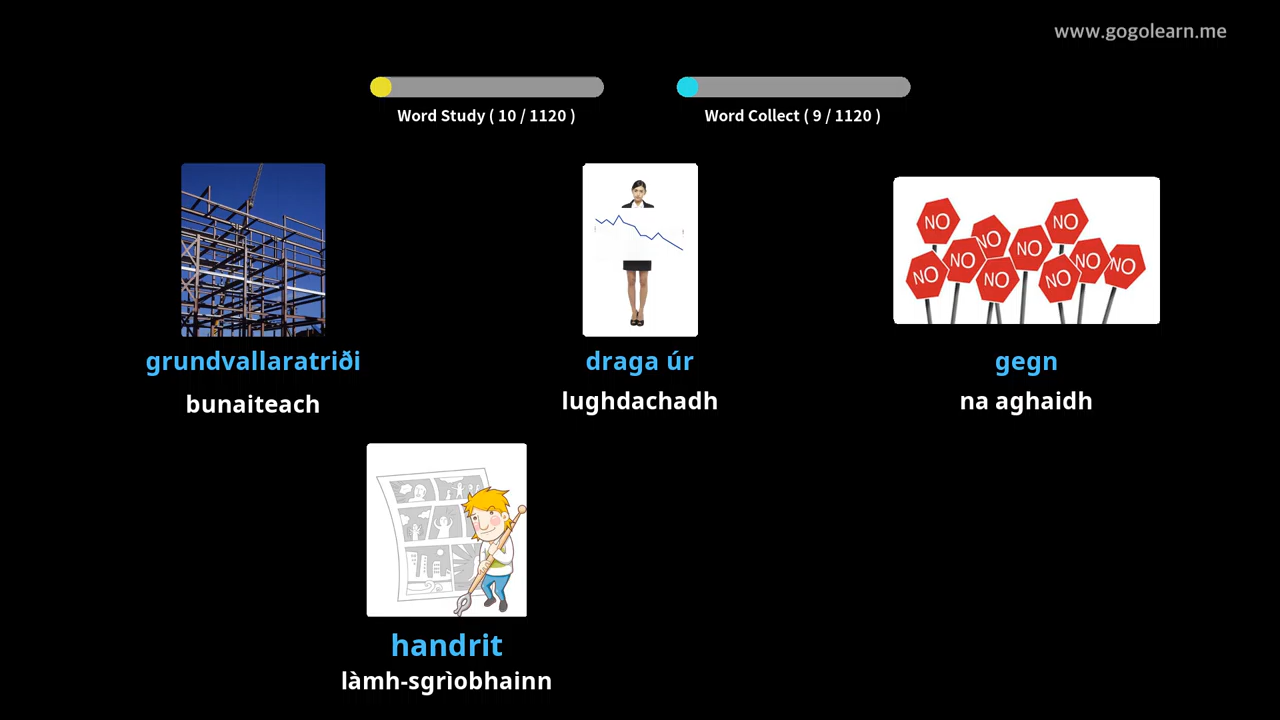 www.gogolearn.me
Word Study ( 10 / 1120 )
Word Collect ( 9 / 1120 )
NO
NO
NO
NO
NO
NO
NO
NO
NO
NO
grundvallaratriði
bunaiteach
draga úr
lughdachadh
gegn
na aghaidh
handrit
làmh-sgrìobhainn